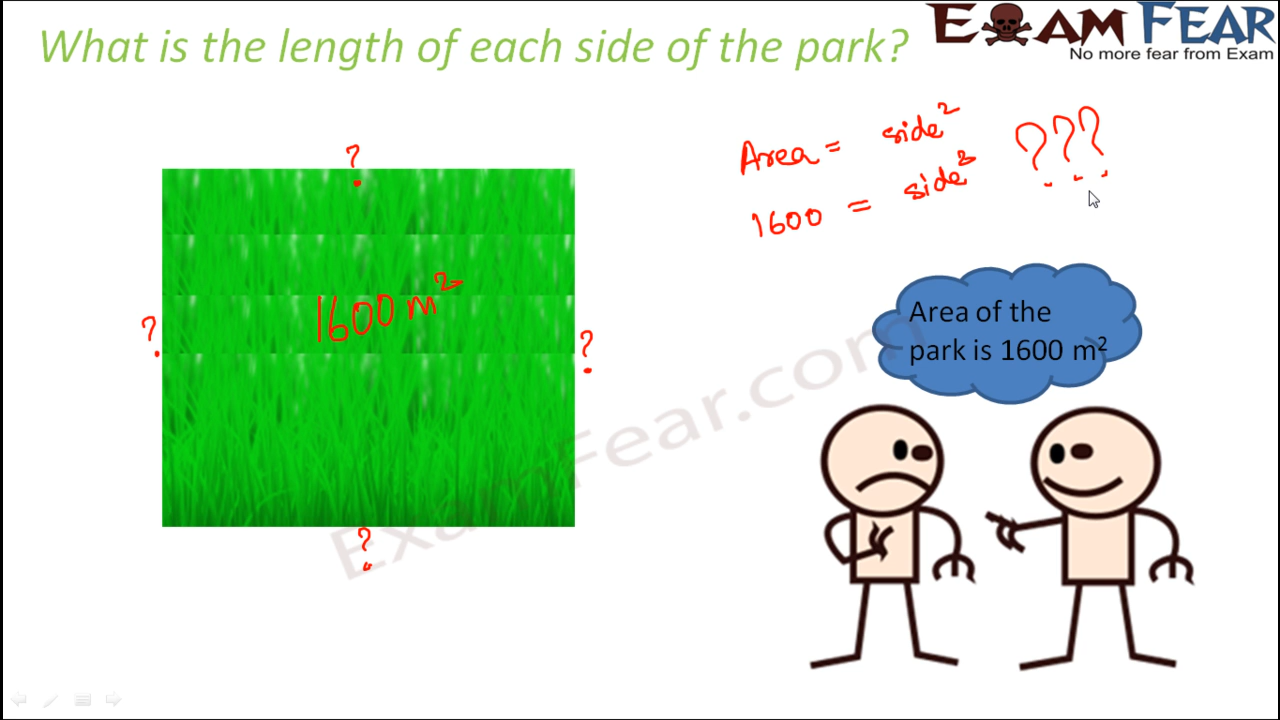 What is the length of each side of the park?
EXAM FEAR
No more fear from Exam
Area = side²
???
1600 = side²
?
1600 m²
?
?
?
Area of the
park is 1600 m²
ExamFear.com